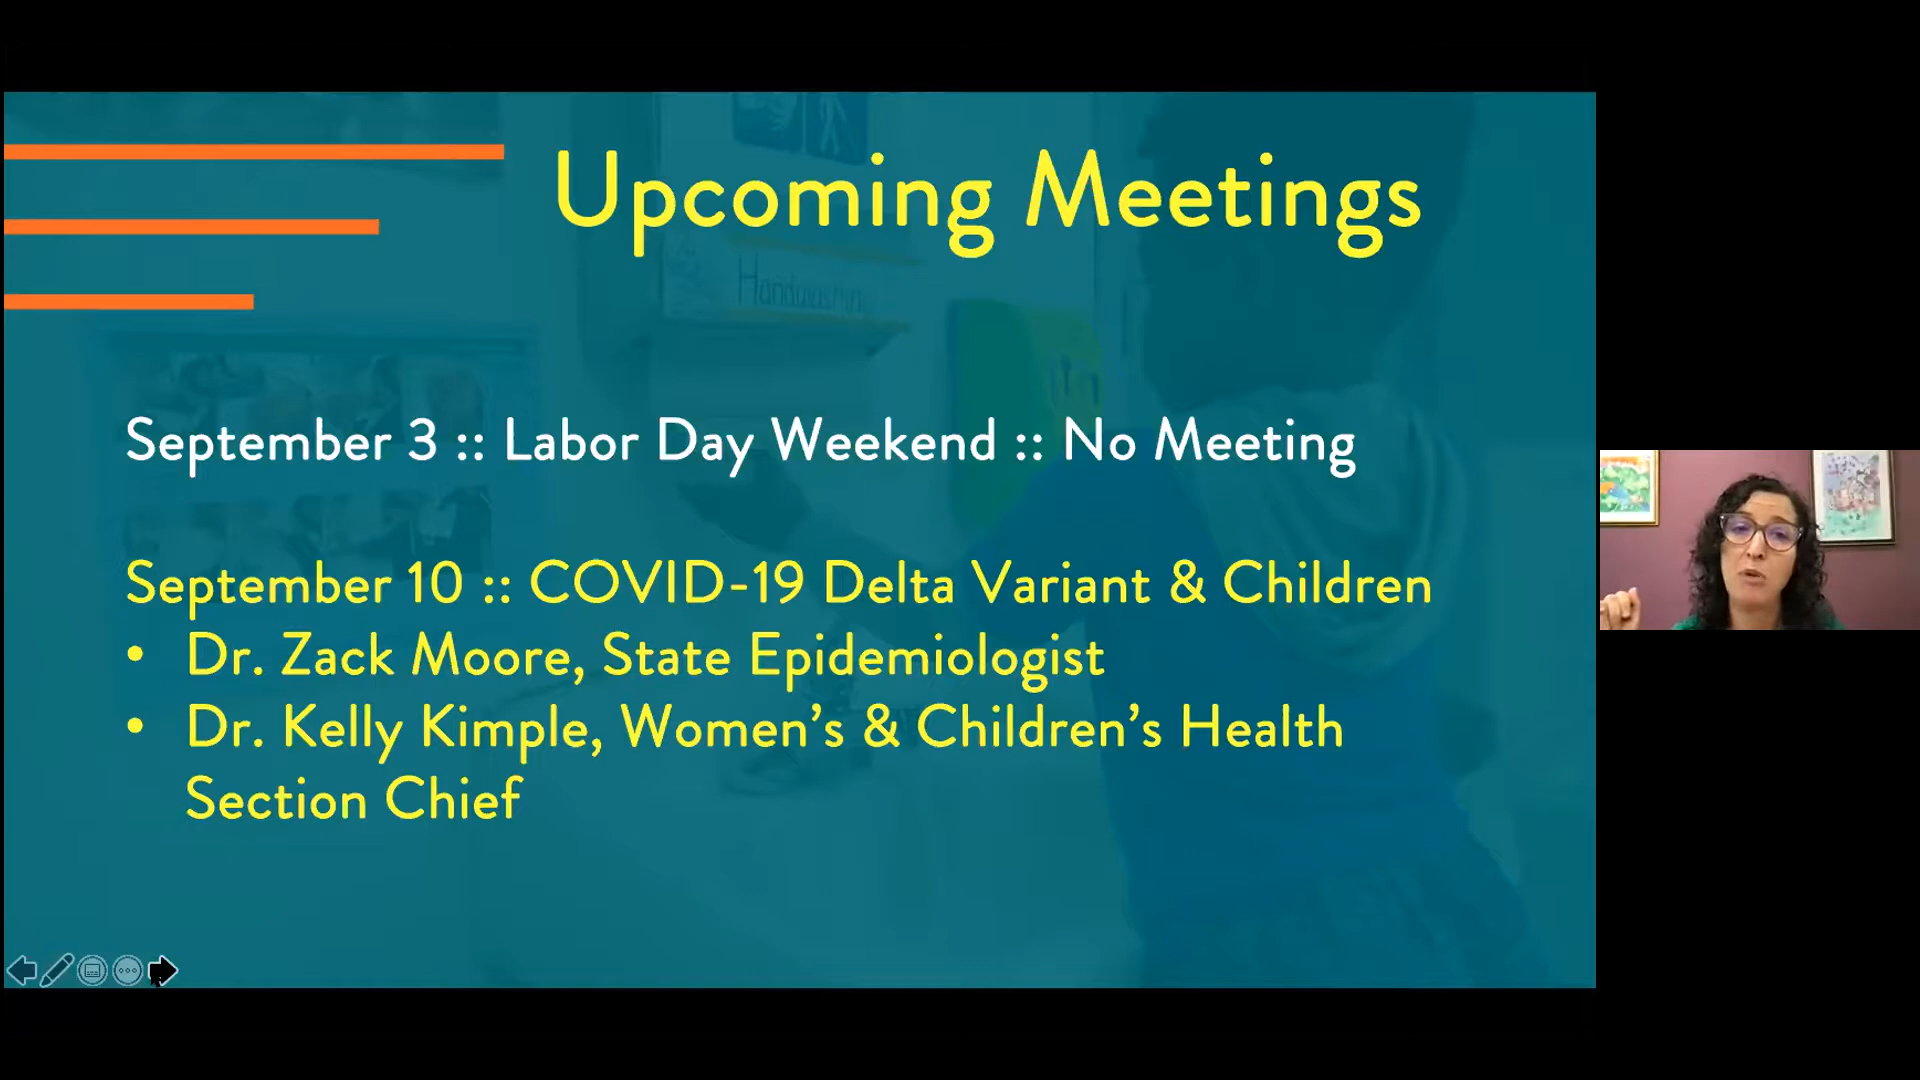 Upcoming Meetings
Handwashing
September 3 :: Labor Day Weekend :: No Meeting
September 10 :: COVID-19 Delta Variant & Children
• Dr. Zack Moore, State Epidemiologist
• Dr. Kelly Kimple, Women’s & Children’s Health
Section Chief